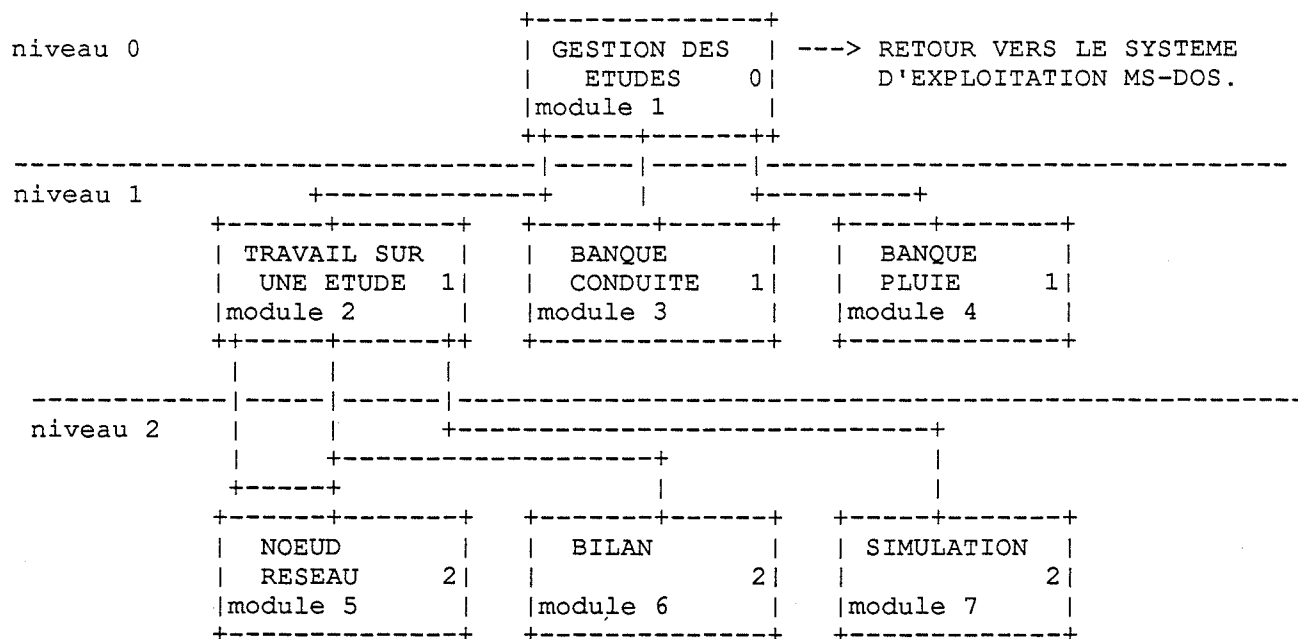 niveau 0
GESTION DES ---> RETOUR VERS LE SYSTEME
ETUDES 0 D'EXPLOITATION MS-DOS.
module 1
niveau 1
TRAVAIL SUR BANQUE BANQUE
UNE ETUDE 1 CONDUITE 1 PLUIE 1
module 2 module 3 module 4
niveau 2
NOEUD BILAN SIMULATION
RESEAU 2 2 2
module 5 module 6 module 7